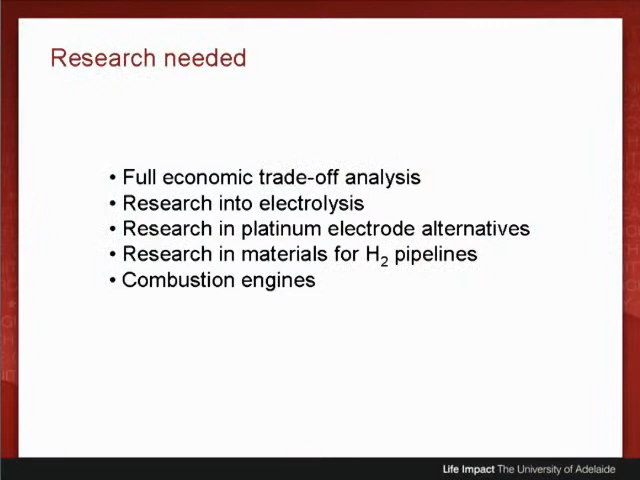 Research needed
• Full economic trade-off analysis
• Research into electrolysis
• Research in platinum electrode alternatives
• Research in materials for H₂ pipelines
• Combustion engines
Life Impact The University of Adelaide